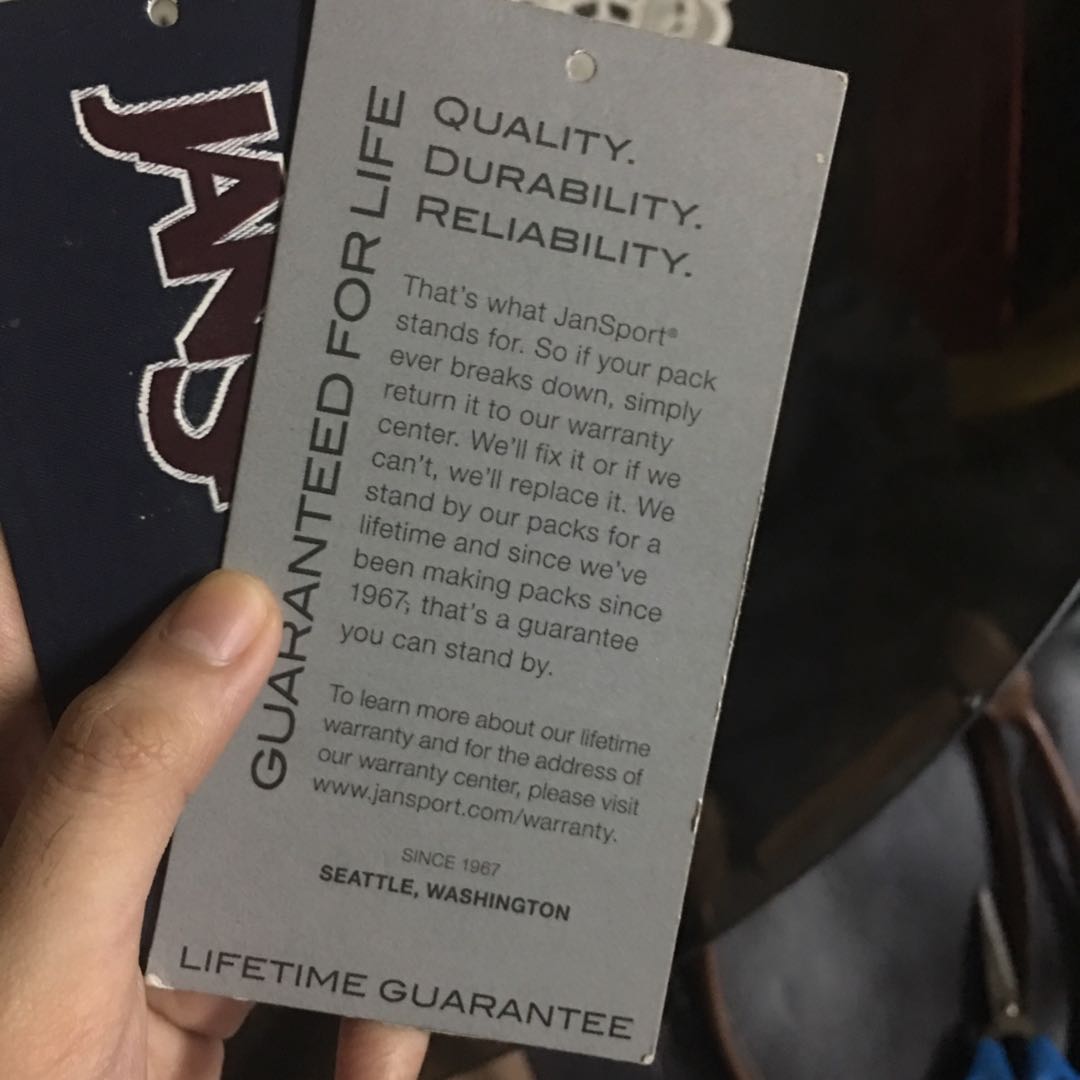 JANS
GUARANTEED FOR LIFE
QUALITY.
DURABILITY.
RELIABILITY.
That's what JanSport®
stands for. So if your pack
ever breaks down, simply
return it to our warranty
center. We'll fix it or if we
can't, we'll replace it. We
stand by our packs for a
lifetime and since we've
been making packs since
1967, that's a guarantee
you can stand by.
To learn more about our lifetime
warranty and for the address of
our warranty center, please visit
www.jansport.com/warranty.
SINCE 1967
SEATTLE, WASHINGTON
LIFETIME GUARANTEE